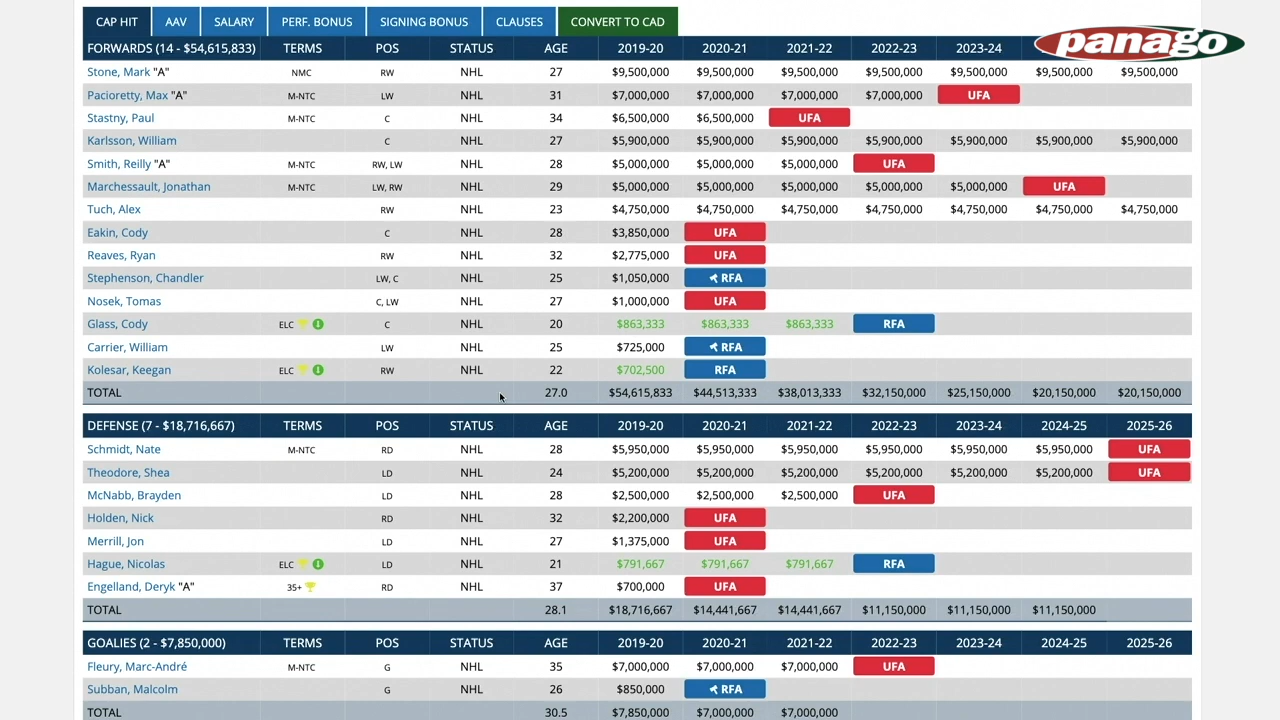 CAP HIT AAV SALARY PERF. BONUS SIGNING BONUS CLAUSES CONVERT TO CAD
panago
FORWARDS (14 - $54,615,833) TERMS POS STATUS AGE 2019-20 2020-21 2021-22 2022-23 2023-24
Stone, Mark "A" NMC RW NHL 27 $9,500,000 $9,500,000 $9,500,000 $9,500,000 $9,500,000 $9,500,000 $9,500,000
Pacioretty, Max "A" M-NTC LW NHL 31 $7,000,000 $7,000,000 $7,000,000 $7,000,000 UFA
Stastny, Paul M-NTC C NHL 34 $6,500,000 $6,500,000 UFA
Karlsson, William C NHL 27 $5,900,000 $5,900,000 $5,900,000 $5,900,000 $5,900,000 $5,900,000 $5,900,000
Smith, Reilly "A" M-NTC RW, LW NHL 28 $5,000,000 $5,000,000 $5,000,000 UFA
Marchessault, Jonathan M-NTC LW, RW NHL 29 $5,000,000 $5,000,000 $5,000,000 $5,000,000 $5,000,000 UFA
Tuch, Alex RW NHL 23 $4,750,000 $4,750,000 $4,750,000 $4,750,000 $4,750,000 $4,750,000 $4,750,000
Eakin, Cody C NHL 28 $3,850,000 UFA
Reaves, Ryan RW NHL 32 $2,775,000 UFA
Stephenson, Chandler LW, C NHL 25 $1,050,000 RFA
Nosek, Tomas C, LW NHL 27 $1,000,000 UFA
Glass, Cody ELC C NHL 20 $863,333 $863,333 $863,333 RFA
Carrier, William LW NHL 25 $725,000 RFA
Kolesar, Keegan ELC RW NHL 22 $702,500 RFA
TOTAL 27.0 $54,615,833 $44,513,333 $38,013,333 $32,150,000 $25,150,000 $20,150,000 $20,150,000
DEFENSE (7 - $18,716,667) TERMS POS STATUS AGE 2019-20 2020-21 2021-22 2022-23 2023-24 2024-25 2025-26
Schmidt, Nate M-NTC RD NHL 28 $5,950,000 $5,950,000 $5,950,000 $5,950,000 $5,950,000 $5,950,000 UFA
Theodore, Shea LD NHL 24 $5,200,000 $5,200,000 $5,200,000 $5,200,000 $5,200,000 $5,200,000 UFA
McNabb, Brayden LD NHL 28 $2,500,000 $2,500,000 $2,500,000 UFA
Holden, Nick RD NHL 32 $2,200,000 UFA
Merrill, Jon LD NHL 27 $1,375,000 UFA
Hague, Nicolas ELC LD NHL 21 $791,667 $791,667 $791,667 RFA
Engelland, Deryk "A" 35+ RD NHL 37 $700,000 UFA
TOTAL 28.1 $18,716,667 $14,441,667 $14,441,667 $11,150,000 $11,150,000 $11,150,000
GOALIES (2 - $7,850,000) TERMS POS STATUS AGE 2019-20 2020-21 2021-22 2022-23 2023-24 2024-25 2025-26
Fleury, Marc-André M-NTC G NHL 35 $7,000,000 $7,000,000 $7,000,000 UFA
Subban, Malcolm G NHL 26 $850,000 RFA
TOTAL 30.5 $7,850,000 $7,000,000 $7,000,000